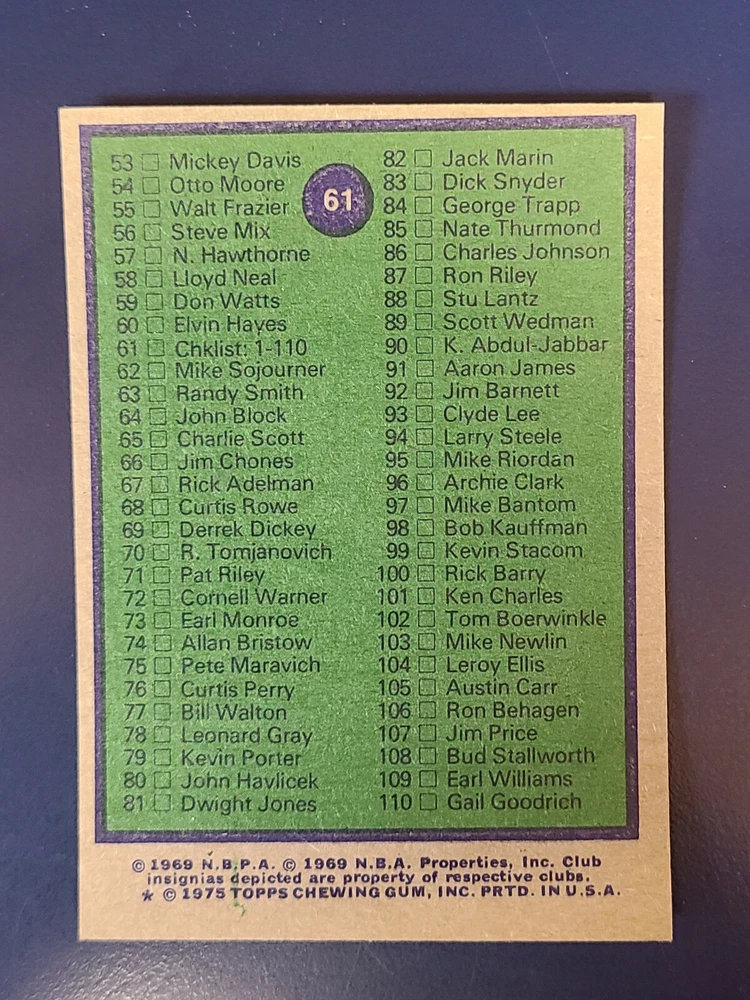 61
53 ☐ Mickey Davis
54 ☐ Otto Moore
55 ☐ Walt Frazier
56 ☐ Steve Mix
57 ☐ N. Hawthorne
58 ☐ Lloyd Neal
59 ☐ Don Watts
60 ☐ Elvin Hayes
61 ☐ Chklist: 1-110
62 ☐ Mike Sojourner
63 ☐ Randy Smith
64 ☐ John Block
65 ☐ Charlie Scott
66 ☐ Jim Chones
67 ☐ Rick Adelman
68 ☐ Curtis Rowe
69 ☐ Derrek Dickey
70 ☐ R. Tomjanovich
71 ☐ Pat Riley
72 ☐ Cornell Warner
73 ☐ Earl Monroe
74 ☐ Allan Bristow
75 ☐ Pete Maravich
76 ☐ Curtis Perry
77 ☐ Bill Walton
78 ☐ Leonard Gray
79 ☐ Kevin Porter
80 ☐ John Havlicek
81 ☐ Dwight Jones
82 ☐ Jack Marin
83 ☐ Dick Snyder
84 ☐ George Trapp
85 ☐ Nate Thurmond
86 ☐ Charles Johnson
87 ☐ Ron Riley
88 ☐ Stu Lantz
89 ☐ Scott Wedman
90 ☐ K. Abdul-Jabbar
91 ☐ Aaron James
92 ☐ Jim Barnett
93 ☐ Clyde Lee
94 ☐ Larry Steele
95 ☐ Mike Riordan
96 ☐ Archie Clark
97 ☐ Mike Bantom
98 ☐ Bob Kauffman
99 ☐ Kevin Stacom
100 ☐ Rick Barry
101 ☐ Ken Charles
102 ☐ Tom Boerwinkle
103 ☐ Mike Newlin
104 ☐ Leroy Ellis
105 ☐ Austin Carr
106 ☐ Ron Behagen
107 ☐ Jim Price
108 ☐ Bud Stallworth
109 ☐ Earl Williams
110 ☐ Gail Goodrich
© 1969 N.B.P.A. © 1969 N.B.A. Properties, Inc. Club
insignias depicted are property of respective clubs.
* © 1975 TOPPS CHEWING GUM, INC. PRTD. IN U.S.A.